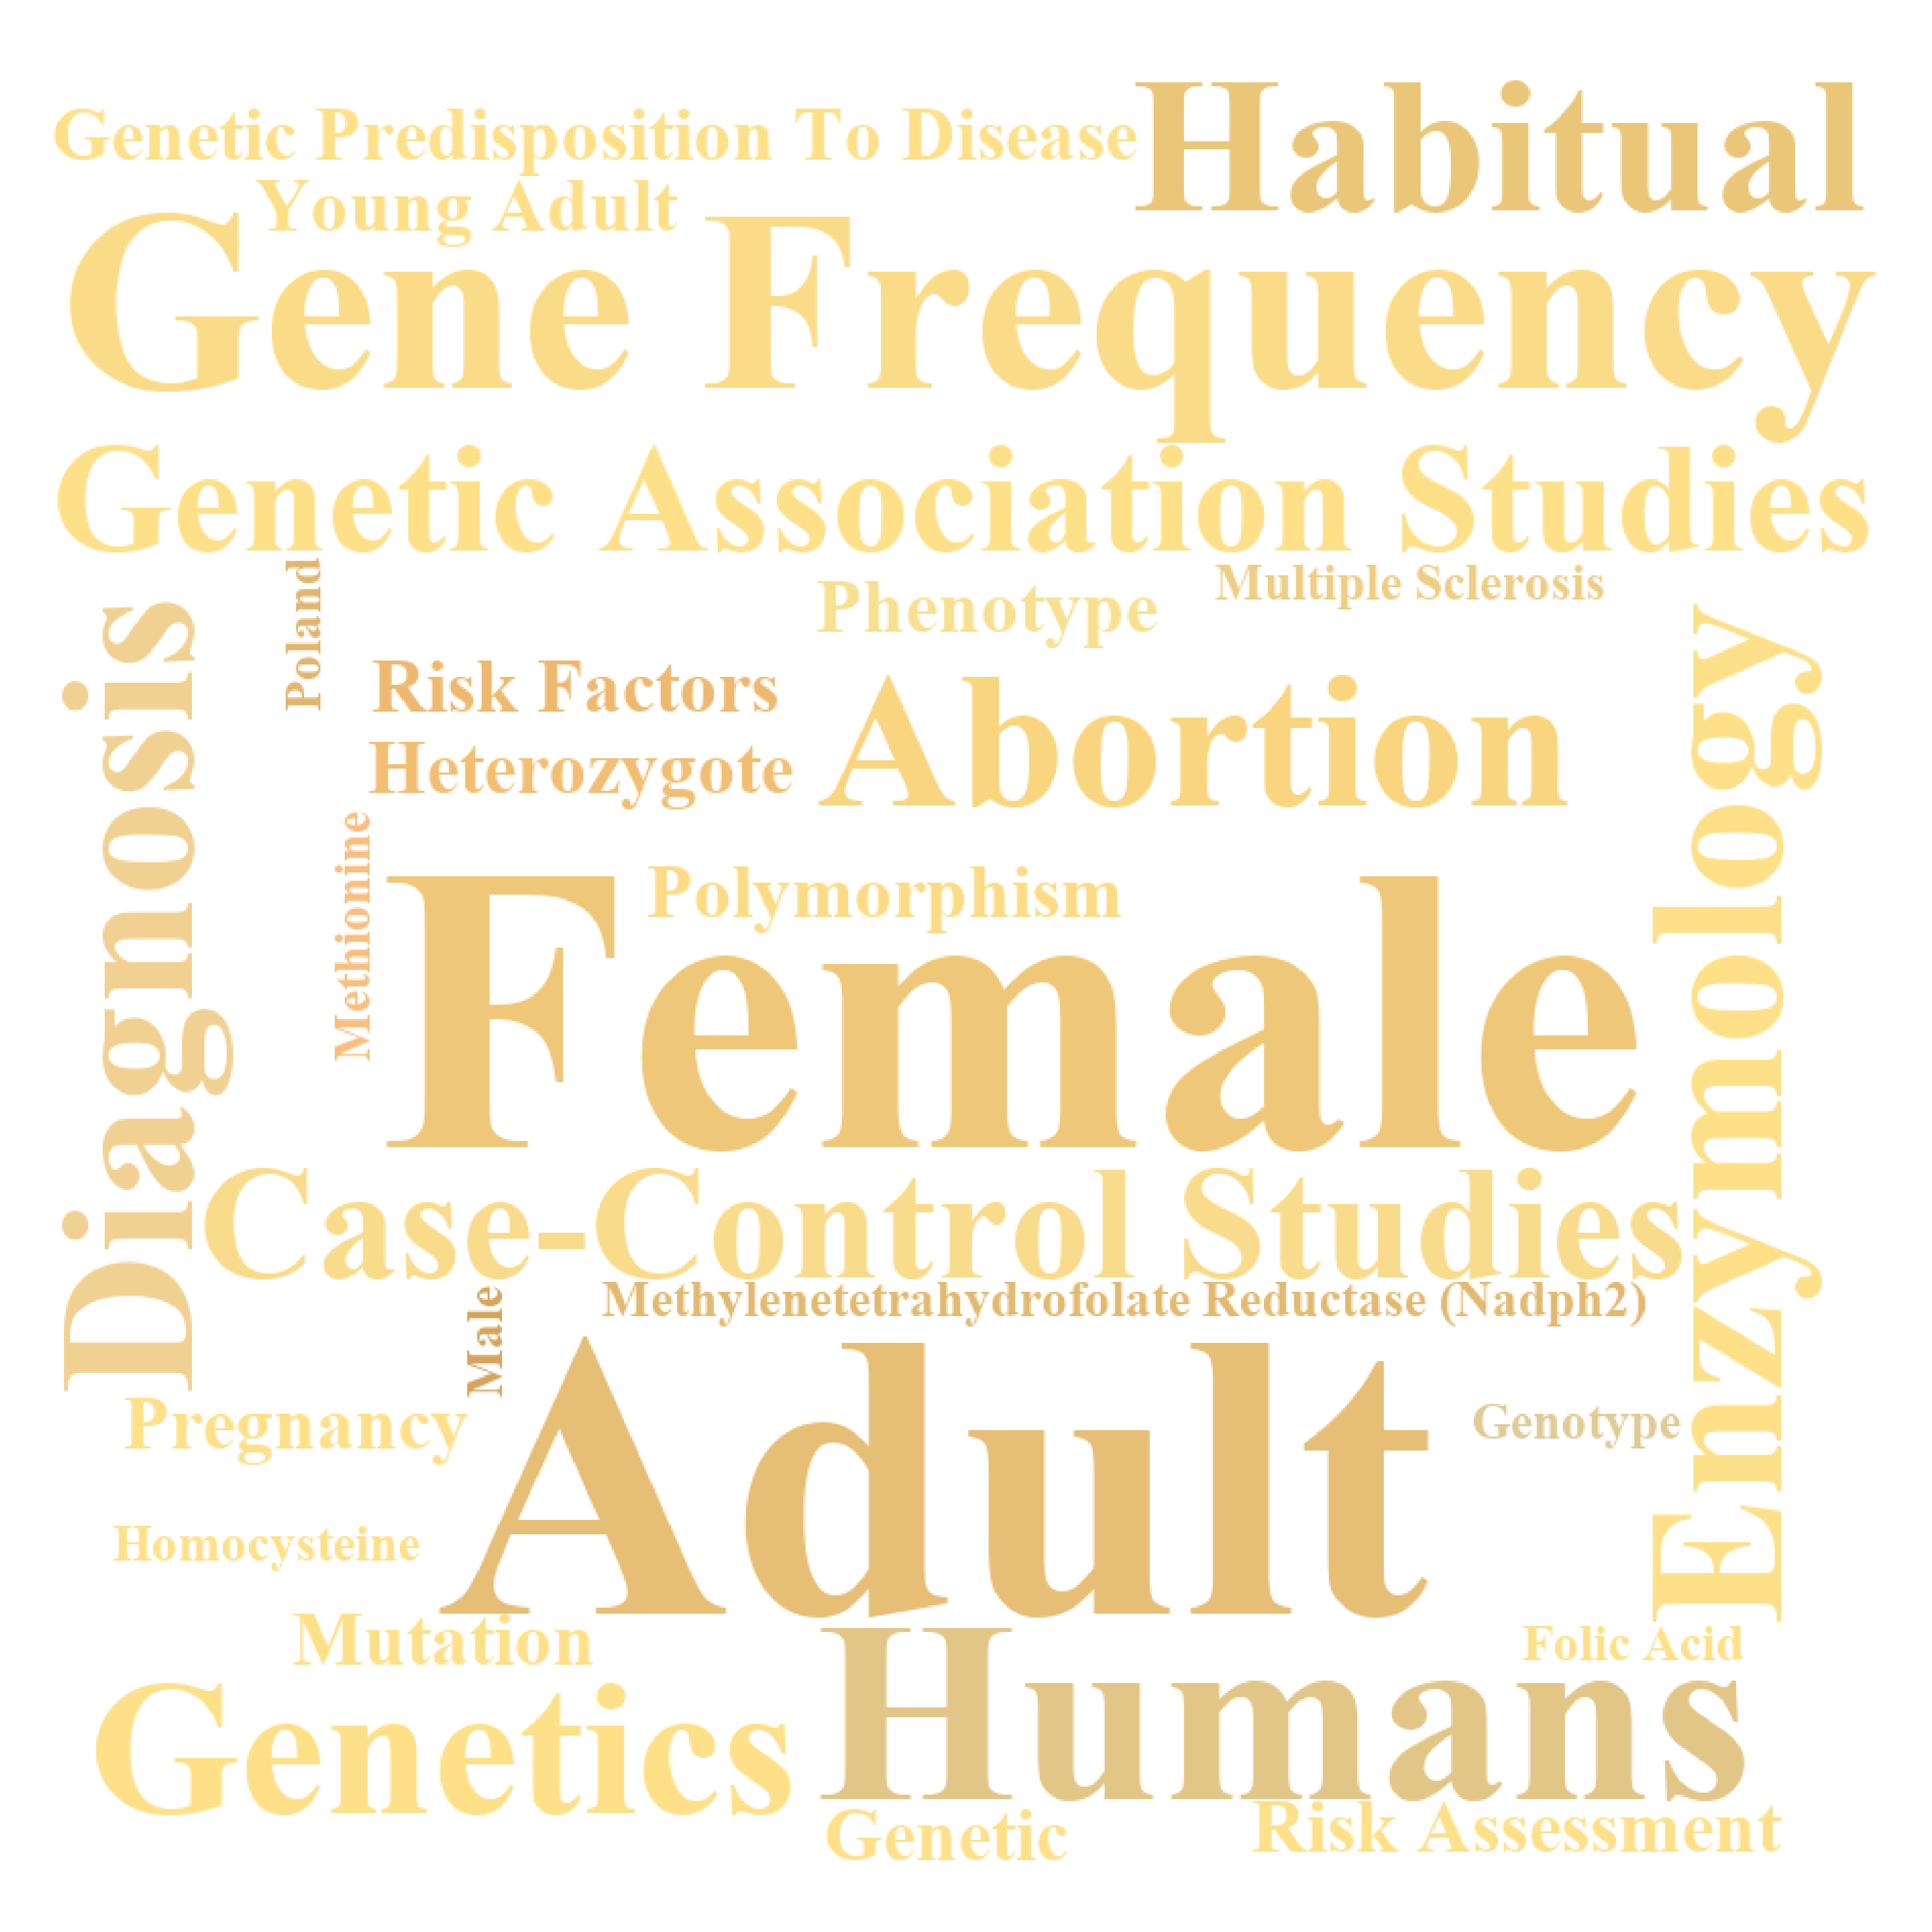 Habitual
Genetic Predisposition To Disease
Young Adult
Gene Frequency
Genetic Association Studies
Poland
Phenotype
Multiple Sclerosis
Diagnosis
Risk Factors
Abortion
Enzymology
Heterozygote
Methionine
Polymorphism
Female
Case-Control Studies
Male
Methylenetetrahydrofolate Reductase (Nadph2)
Adult
Pregnancy
Genotype
Homocysteine
Mutation
Folic Acid
Genetics
Humans
Genetic
Risk Assessment